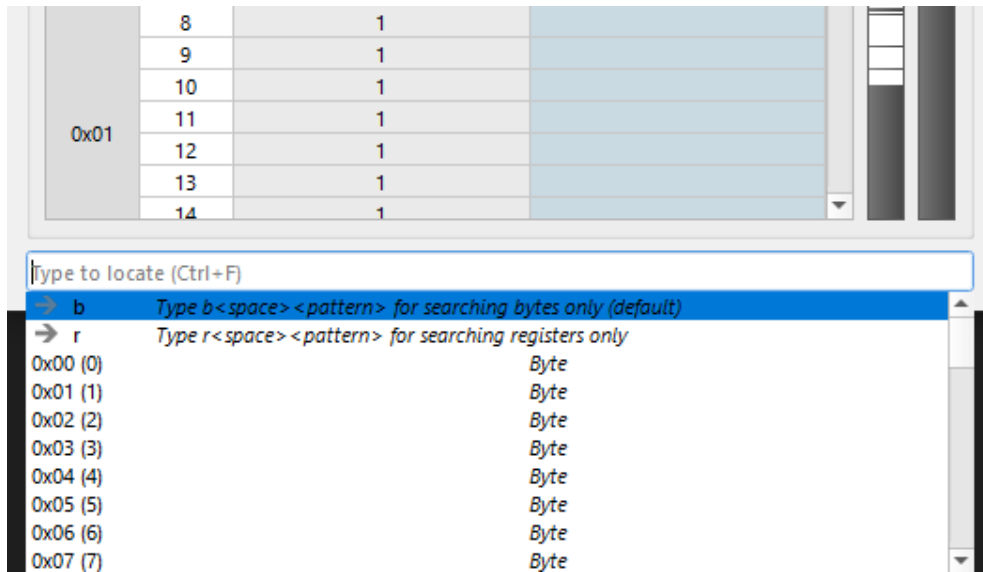 8 1
9 1
10 1
0x01 11 1
12 1
13 1
14 1
Type to locate (Ctrl+F)
b Type b<space><pattern> for searching bytes only (default)
r Type r<space><pattern> for searching registers only
0x00 (0) Byte
0x01 (1) Byte
0x02 (2) Byte
0x03 (3) Byte
0x04 (4) Byte
0x05 (5) Byte
0x06 (6) Byte
0x07 (7) Byte